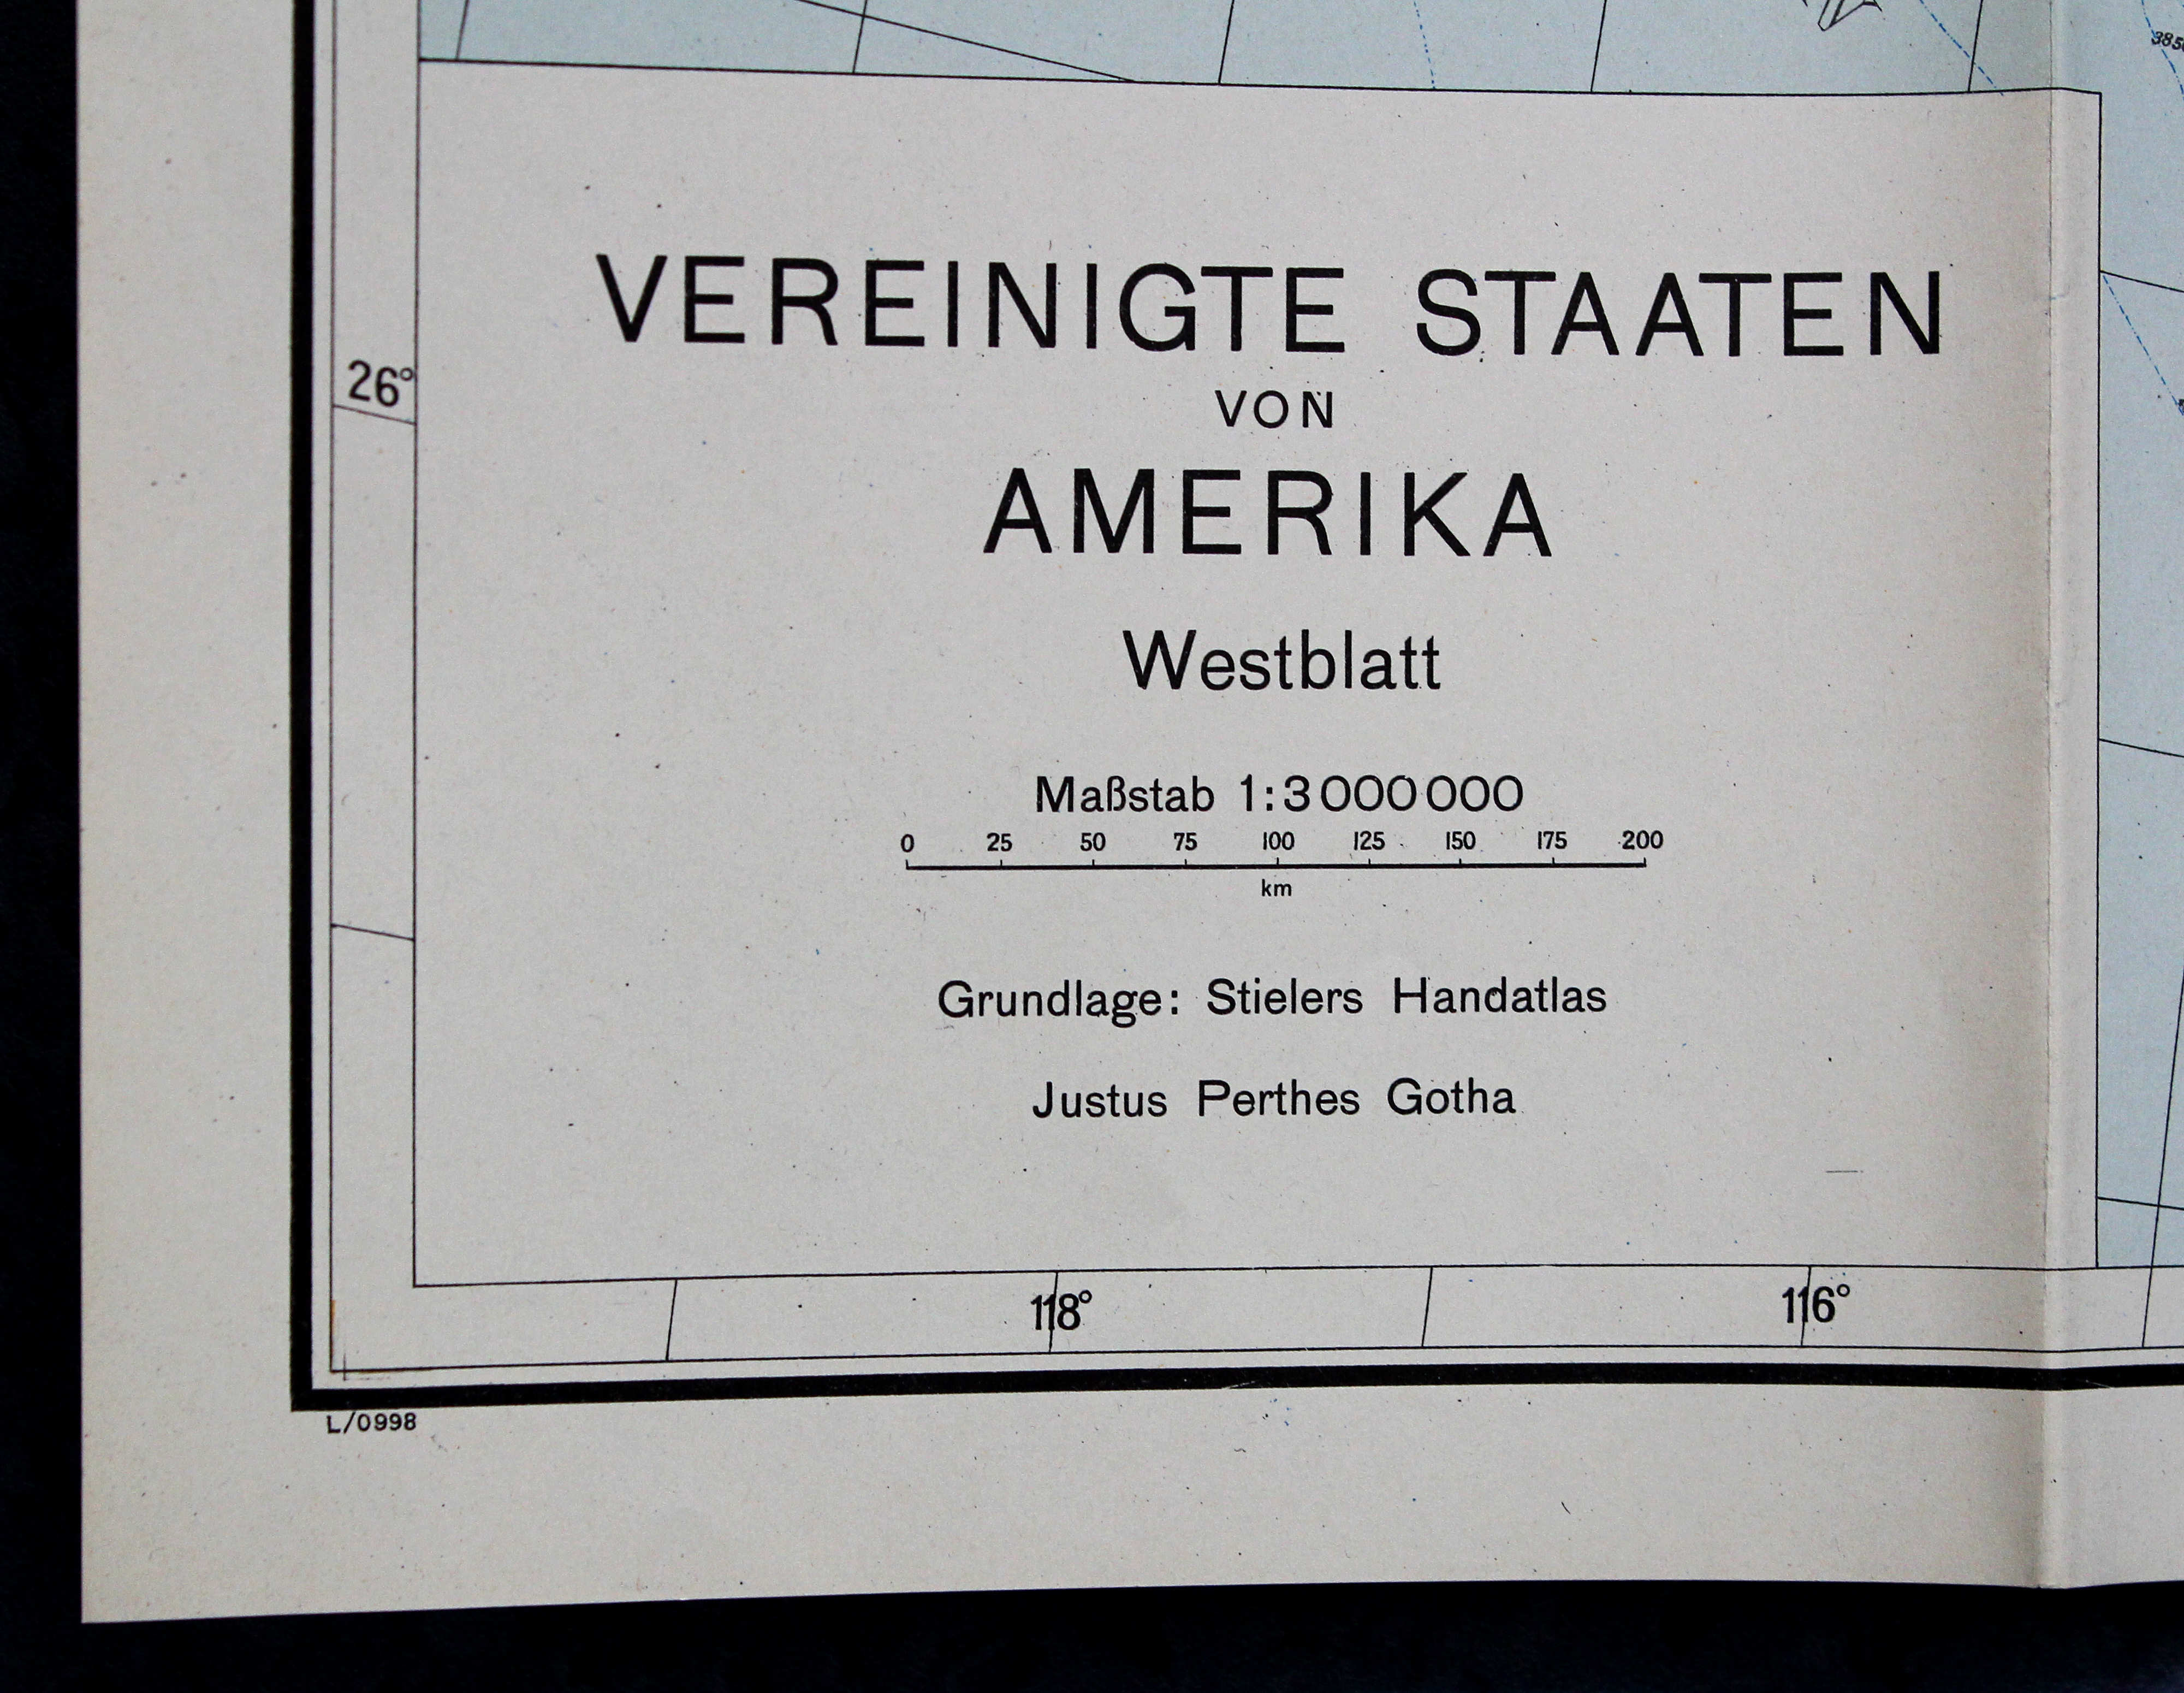 VEREINIGTE STAATEN
VON
AMERIKA
Westblatt
Maßstab 1:3 000 000
0 25 50 75 100 125 150 175 200
km
Grundlage: Stielers Handatlas
Justus Perthes Gotha
26°
118° 116°
L/0998